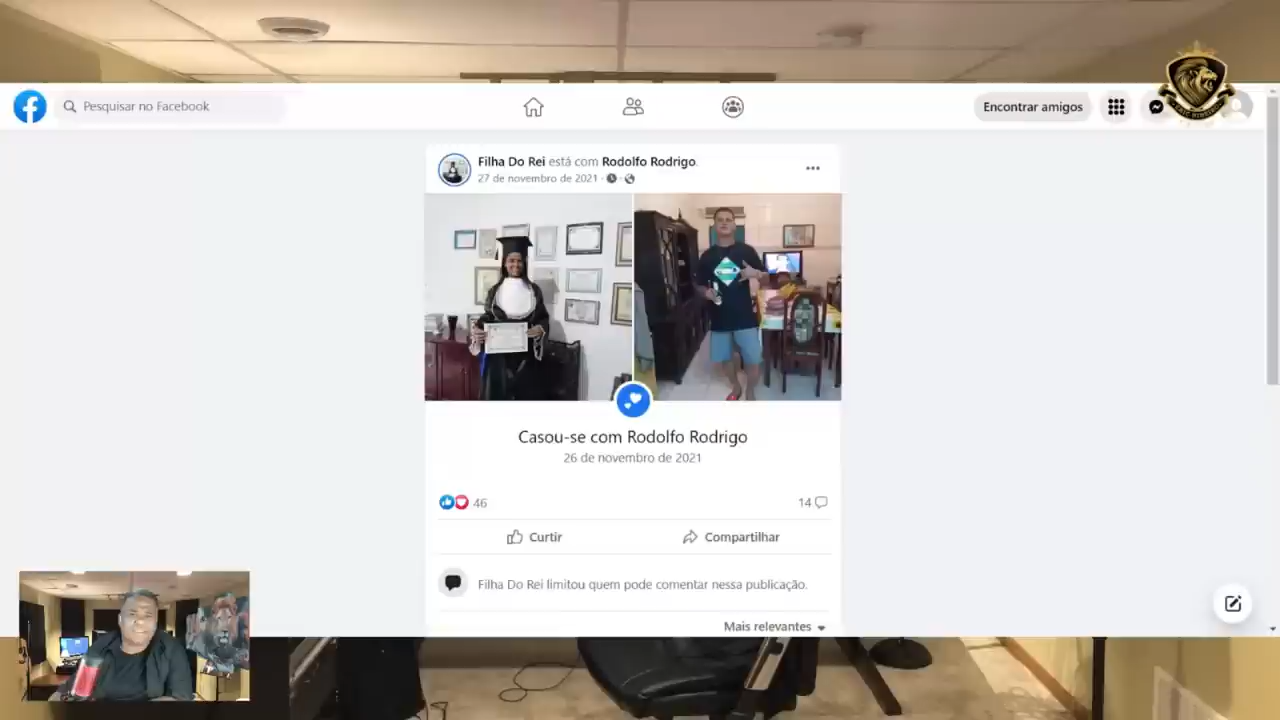 Pesquisar no Facebook
Encontrar amigos
Filha Do Rei está com Rodolfo Rodrigo.
27 de novembro de 2021 ·
Casou-se com Rodolfo Rodrigo
26 de novembro de 2021
46
14
Curtir
Compartilhar
Filha Do Rei limitou quem pode comentar nessa publicação.
Mais relevantes